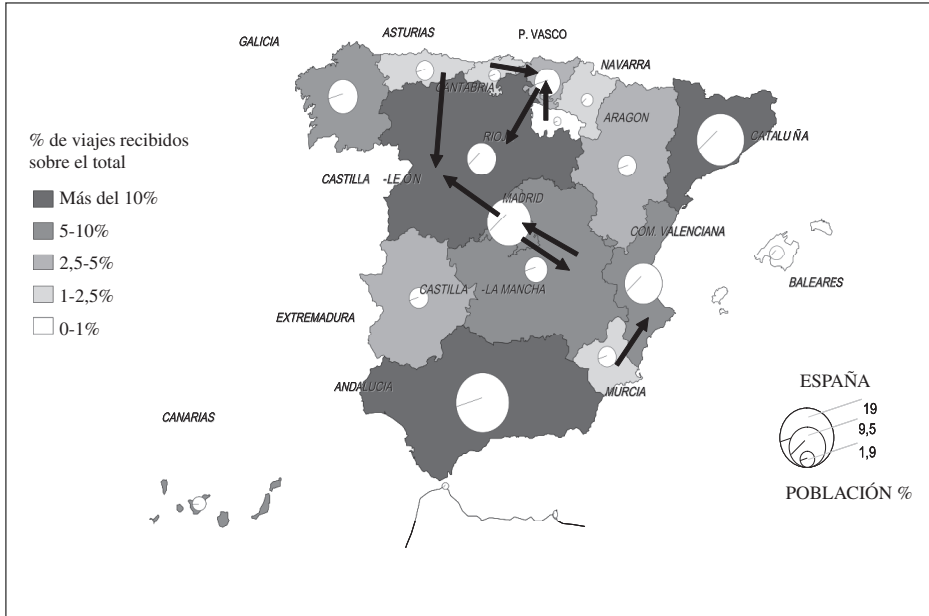 ASTURIAS
P. VASCO
GALICIA
NAVARRA
CANTABRIA
ARAGON
% de viajes recibidos
sobre el total
RIOJ
CATALUÑA
CASTILLA -LEÓN
Más del 10%
MADRID
5-10%
COM. VALENCIANA
2,5-5%
BALEARES
1-2,5%
CASTILLA -LA MANCHA
0-1%
EXTREMADURA
ANDALUCIA
MURCIA
ESPAÑA
CANARIAS
19
9,5
1,9
POBLACIÓN %